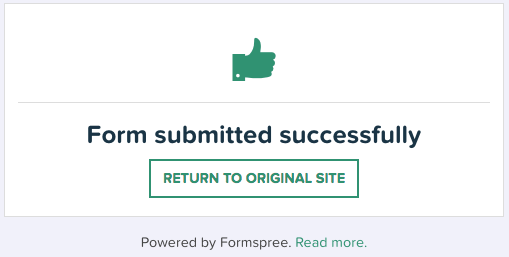 Form submitted successfully
RETURN TO ORIGINAL SITE
Powered by Formspree. Read more.